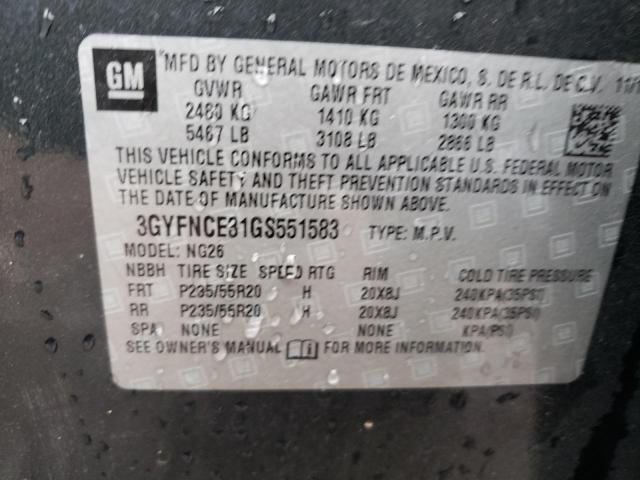 GM
MFD BY GENERAL MOTORS DE MEXICO, S. DE R.L. DE C.V. 11/1
GVWR GAWR FRT GAWR RR
2480 KG 1410 KG 1300 KG
5467 LB 3108 LB 2866 LB
THIS VEHICLE CONFORMS TO ALL APPLICABLE U.S. FEDERAL MOTOR
VEHICLE SAFETY AND THEFT PREVENTION STANDARDS IN EFFECT ON
THE DATE OF MANUFACTURE SHOWN ABOVE.
3GYFNCE31GS551583 TYPE: M.P.V.
MODEL: NG26
NBBH TIRE SIZE SPEED RTG RIM COLD TIRE PRESSURE
FRT P235/55R20 H 20X8J 240KPA(35PSI)
RR P235/55R20 H 20X8J 240KPA(35PSI)
SPA NONE NONE KPA(PSI)
SEE OWNER'S MANUAL FOR MORE INFORMATION.